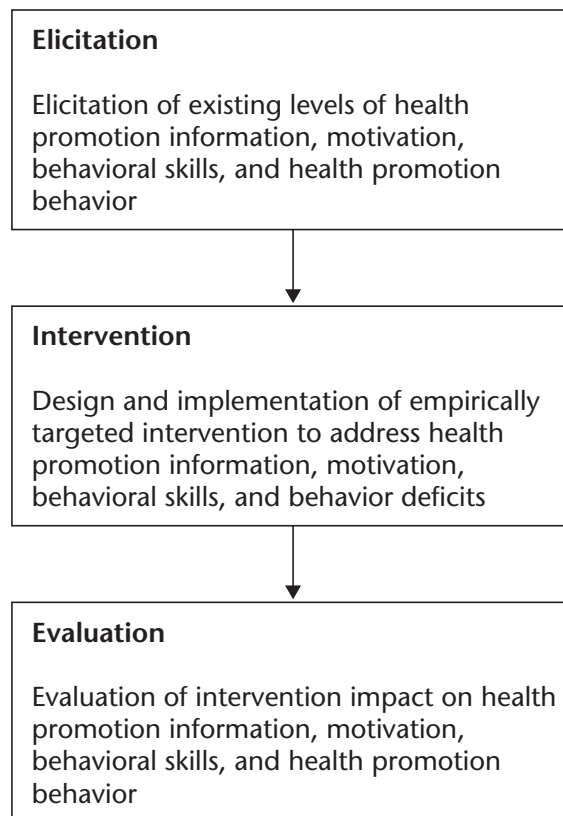 Elicitation
Elicitation of existing levels of health
promotion information, motivation,
behavioral skills, and health promotion
behavior
Intervention
Design and implementation of empirically
targeted intervention to address health
promotion information, motivation,
behavioral skills, and behavior deficits
Evaluation
Evaluation of intervention impact on health
promotion information, motivation,
behavioral skills, and health promotion
behavior